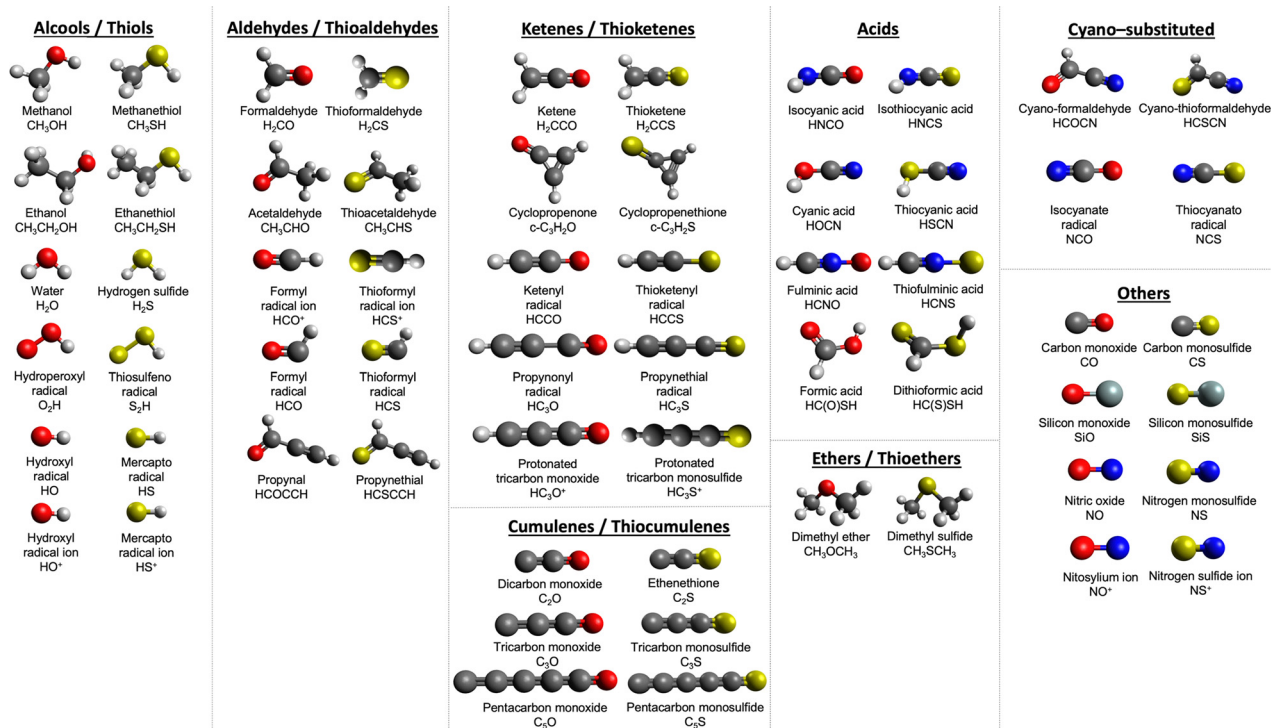 Alcools / Thiols
Methanol
CH₃OH
Methanethiol
CH₃SH
Ethanol
CH₃CH₂OH
Ethanethiol
CH₃CH₂SH
Water
H₂O
Hydrogen sulfide
H₂S
Hydroperoxyl
radical
O₂H
Thiosulfeno
radical
S₂H
Hydroxyl
radical
HO
Mercapto
radical
HS
Hydroxyl
radical ion
HO⁺
Mercapto
radical ion
HS⁺
Aldehydes / Thioaldehydes
Formaldehyde
H₂CO
Thioformaldehyde
H₂CS
Acetaldehyde
CH₃CHO
Thioacetaldehyde
CH₃CHS
Formyl
radical ion
HCO⁺
Thioformyl
radical ion
HCS⁺
Formyl
radical
HCO
Thioformyl
radical
HCS
Propynal
HCOCCH
Propynethial
HCSCCH
Ketenes / Thioketenes
Ketene
H₂CCO
Thioketene
H₂CCS
Cyclopropenone
c-C₃H₂O
Cyclopropenethione
c-C₃H₂S
Ketenyl
radical
HCCO
Thioketenyl
radical
HCCS
Propynonyl
radical
HC₃O
Propynethial
radical
HC₃S
Protonated
tricarbon monoxide
HC₃O⁺
Protonated
tricarbon monosulfide
HC₃S⁺
Cumulenes / Thiocumulenes
Dicarbon monoxide
C₂O
Ethenethione
C₂S
Tricarbon monoxide
C₃O
Tricarbon monosulfide
C₃S
Pentacarbon monoxide
C₅O
Pentacarbon monosulfide
C₅S
Acids
Isocyanic acid
HNCO
Isothiocyanic acid
HNCS
Cyanic acid
HOCN
Thiocyanic acid
HSCN
Fulminic acid
HCNO
Thiofulminic acid
HCNS
Formic acid
HC(O)SH
Dithioformic acid
HC(S)SH
Ethers / Thioethers
Dimethyl ether
CH₃OCH₃
Dimethyl sulfide
CH₃SCH₃
Cyano–substituted
Cyano-formaldehyde
HCOCN
Cyano-thioformaldehyde
HCSCN
Isocyanate
radical
NCO
Thiocyanato
radical
NCS
Others
Carbon monoxide
CO
Carbon monosulfide
CS
Silicon monoxide
SiO
Silicon monosulfide
SiS
Nitric oxide
NO
Nitrogen monosulfide
NS
Nitosylium ion
NO⁺
Nitrogen sulfide ion
NS⁺